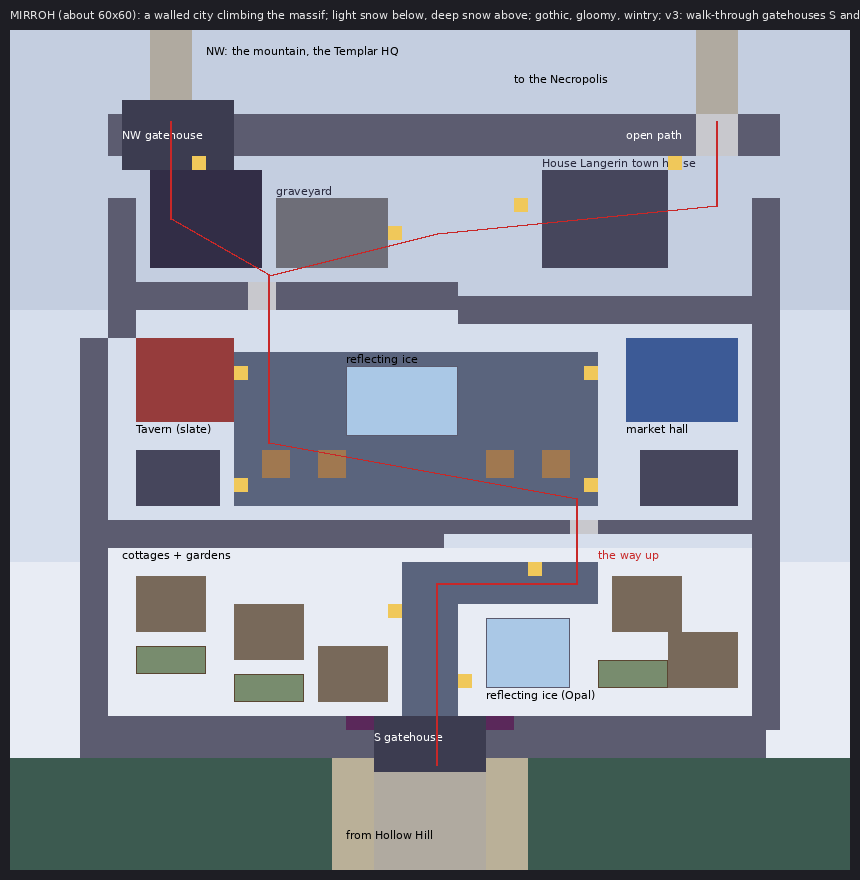 MIRROH (about 60x60): a walled city climbing the massif; light snow below, deep snow above; gothic, gloomy, wintry; v3: walk-through gatehouses S and
NW: the mountain, the Templar HQ
to the Necropolis
NW gatehouse
open path
House Langerin town house
graveyard
reflecting ice
Tavern (slate)
market hall
cottages + gardens
the way up
reflecting ice (Opal)
S gatehouse
from Hollow Hill